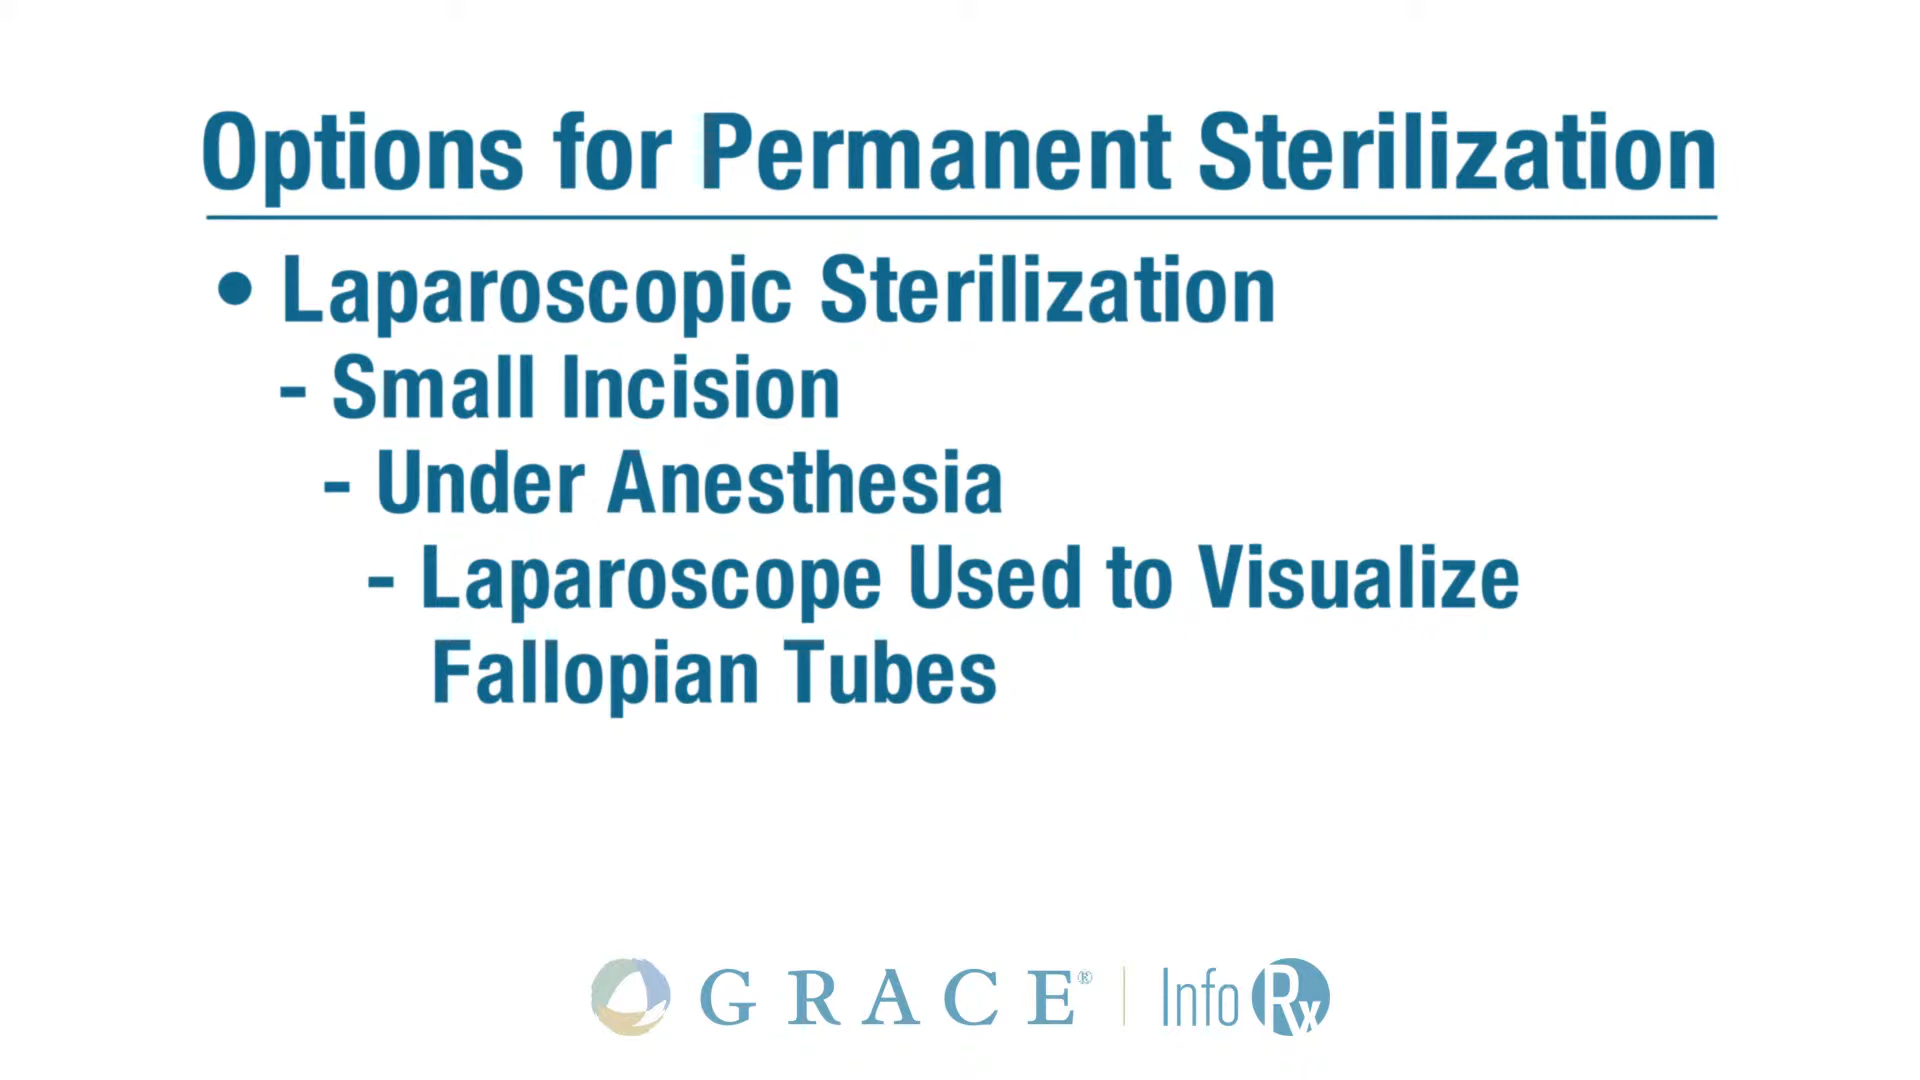 Options for Permanent Sterilization
• Laparoscopic Sterilization
- Small Incision
- Under Anesthesia
- Laparoscope Used to Visualize
Fallopian Tubes
GRACE® | Info Rx